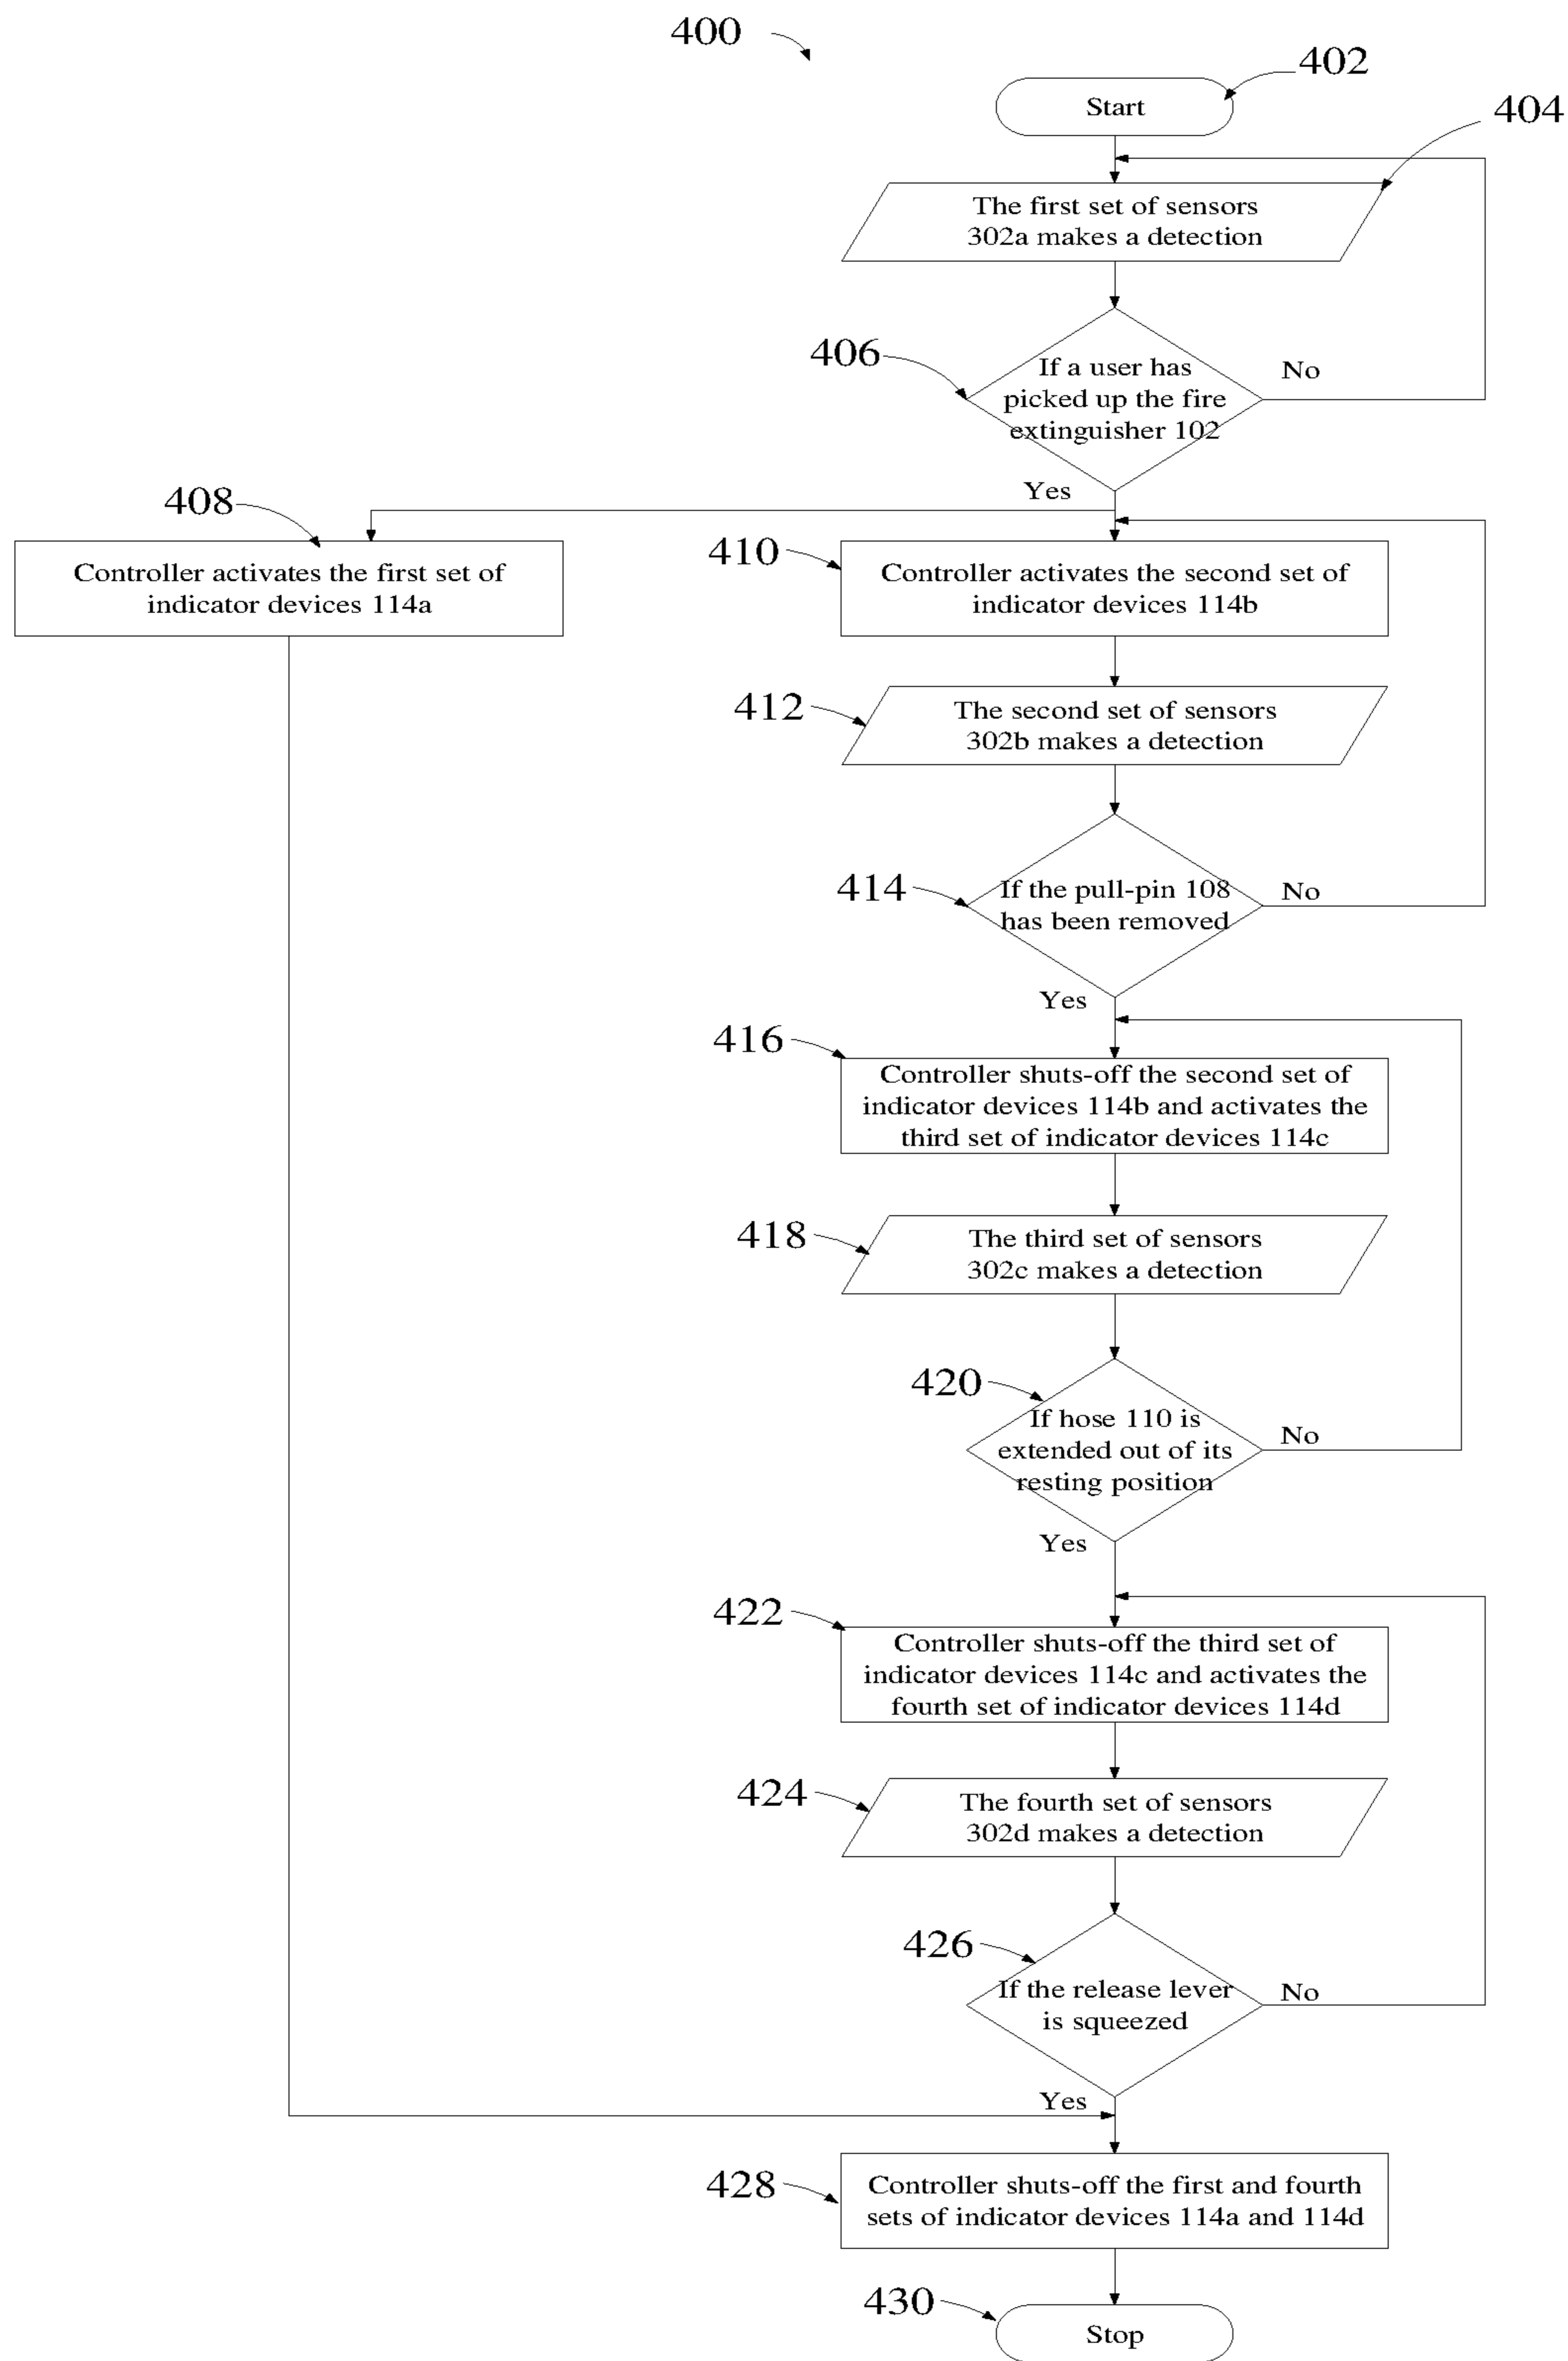 400
402
Start
404
The first set of sensors
302a makes a detection
406
If a user has
picked up the fire
extinguisher 102
No
Yes
408
Controller activates the first set of
indicator devices 114a
410
Controller activates the second set of
indicator devices 114b
412
The second set of sensors
302b makes a detection
414
If the pull-pin 108
has been removed
No
Yes
416
Controller shuts-off the second set of
indicator devices 114b and activates the
third set of indicator devices 114c
418
The third set of sensors
302c makes a detection
420
If hose 110 is
extended out of its
resting position
No
Yes
422
Controller shuts-off the third set of
indicator devices 114c and activates the
fourth set of indicator devices 114d
424
The fourth set of sensors
302d makes a detection
426
If the release lever
is squeezed
No
Yes
428
Controller shuts-off the first and fourth
sets of indicator devices 114a and 114d
430
Stop